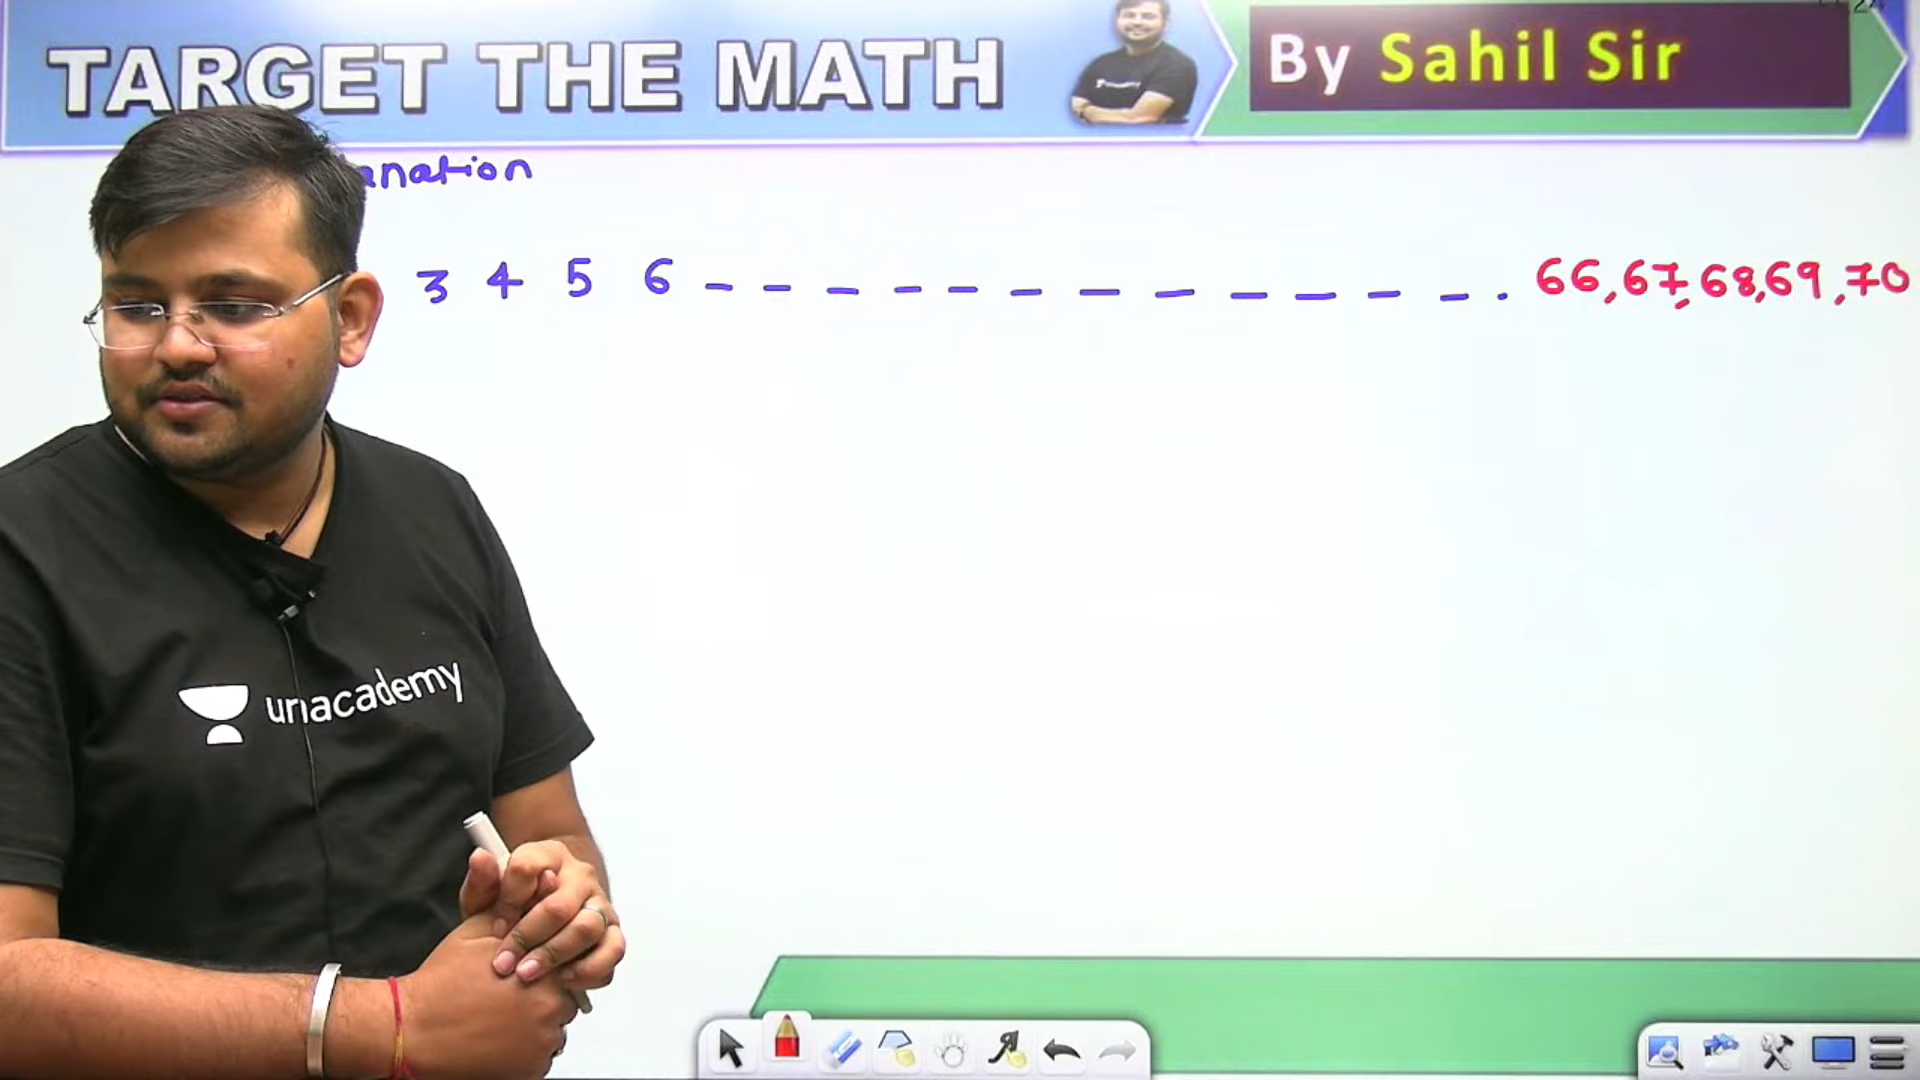 TARGET THE MATH
By Sahil Sir
anation
3 4 5 6 _ _ _ _ _ _ _ _ _ _ _ _ . 66, 67, 68, 69, 70
unacademy